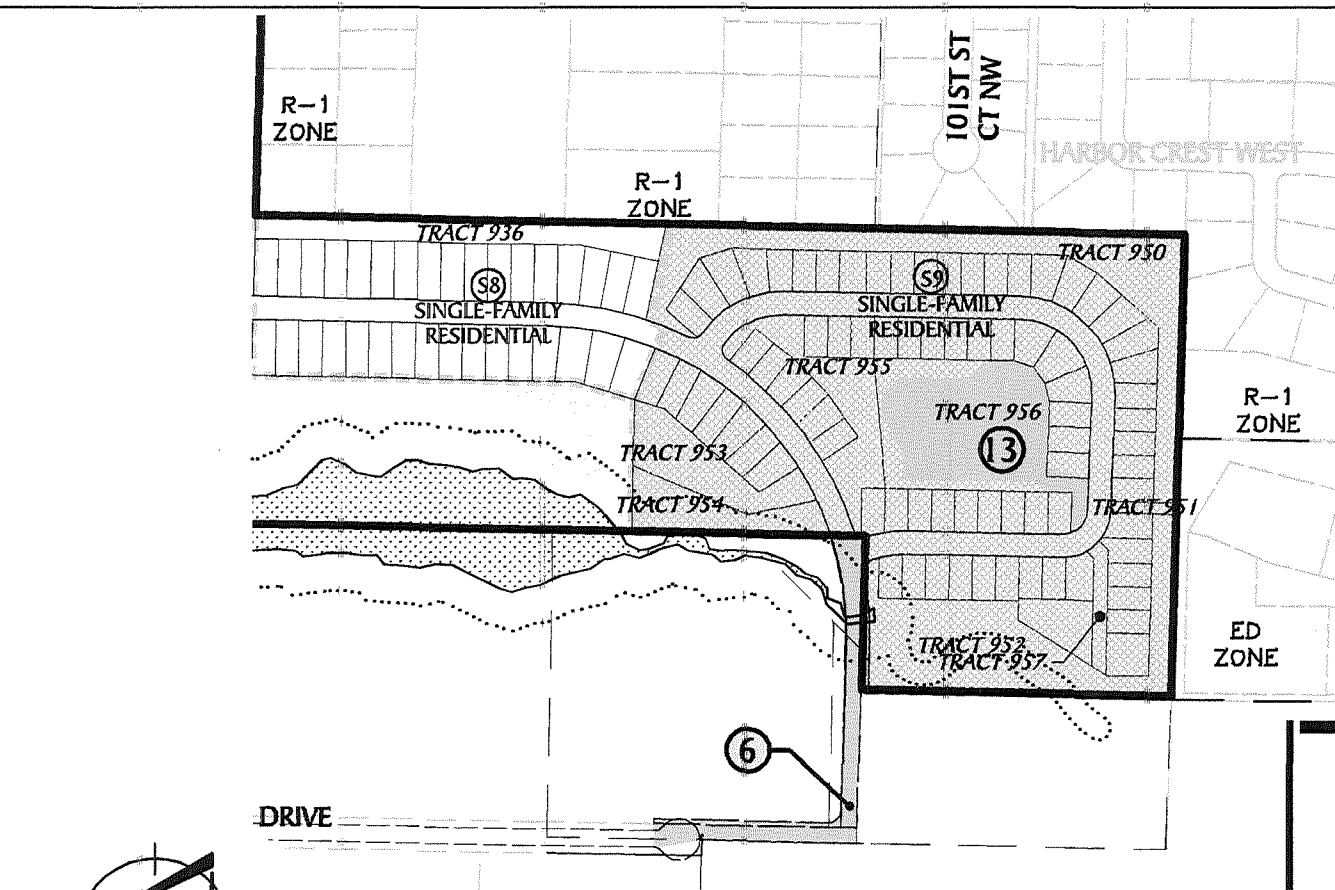 101ST ST
CT NW
R-1
ZONE
HARBOR CREST WEST
R-1
ZONE
TRACT 936
TRACT 950
S8
S9
SINGLE-FAMILY
RESIDENTIAL
SINGLE-FAMILY
RESIDENTIAL
TRACT 955
TRACT 956
R-1
ZONE
13
TRACT 953
TRACT 954
TRACT 951
ED
ZONE
TRACT 952
TRACT 957
6
DRIVE